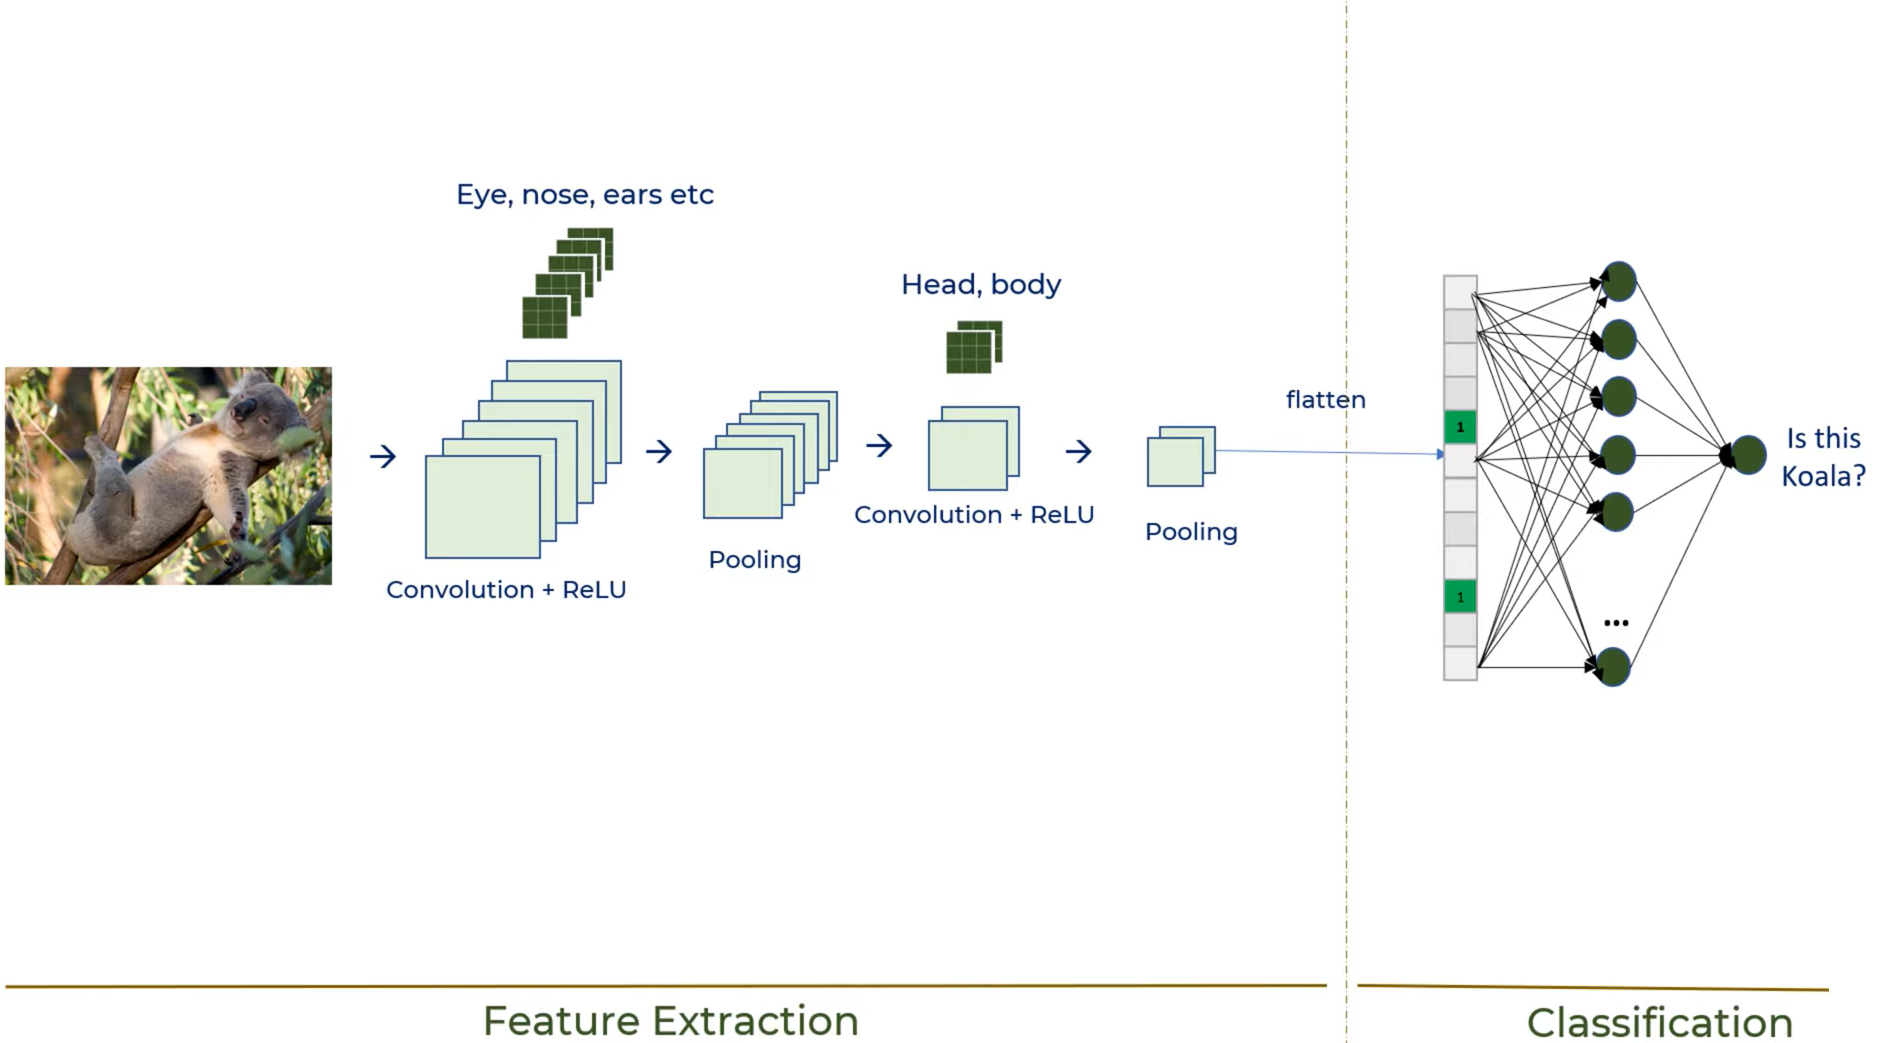 Eye, nose, ears etc
Head, body
flatten
Convolution + ReLU
Pooling
Convolution + ReLU
Pooling
1
1
...
Is this
Koala?
Feature Extraction
Classification